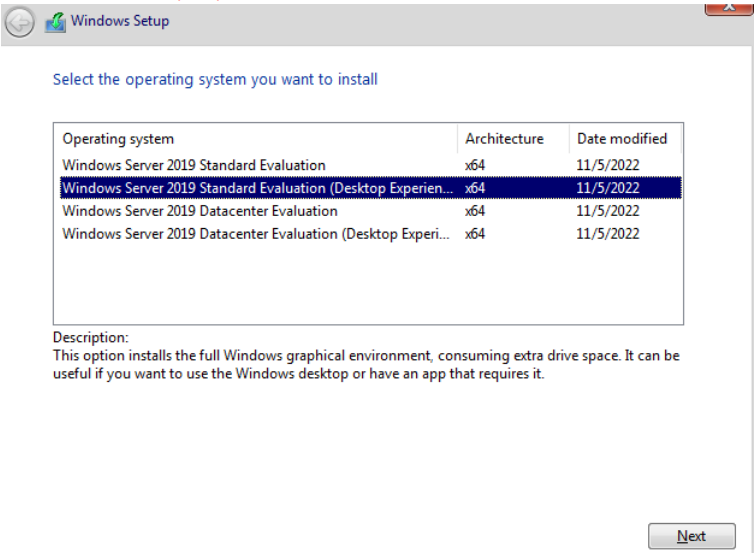 Windows Setup
Select the operating system you want to install
Operating system Architecture Date modified
Windows Server 2019 Standard Evaluation x64 11/5/2022
Windows Server 2019 Standard Evaluation (Desktop Experien... x64 11/5/2022
Windows Server 2019 Datacenter Evaluation x64 11/5/2022
Windows Server 2019 Datacenter Evaluation (Desktop Experi... x64 11/5/2022
Description:
This option installs the full Windows graphical environment, consuming extra drive space. It can be
useful if you want to use the Windows desktop or have an app that requires it.
Next